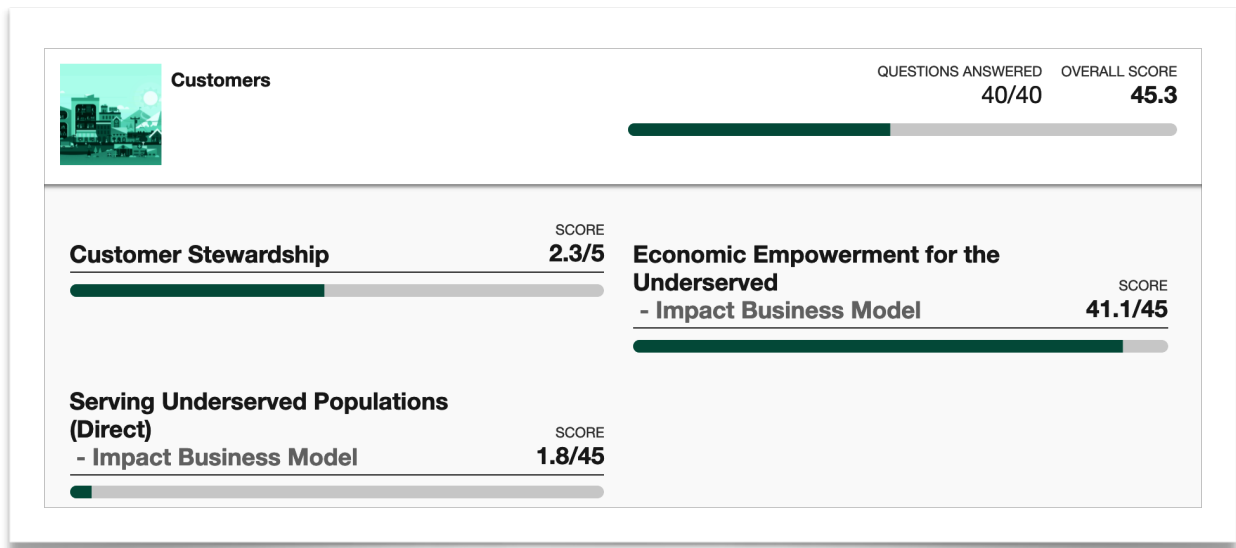 Customers
QUESTIONS ANSWERED
40/40
OVERALL SCORE
45.3
Customer Stewardship
SCORE
2.3/5
Economic Empowerment for the
Underserved
- Impact Business Model
SCORE
41.1/45
Serving Underserved Populations
(Direct)
- Impact Business Model
SCORE
1.8/45